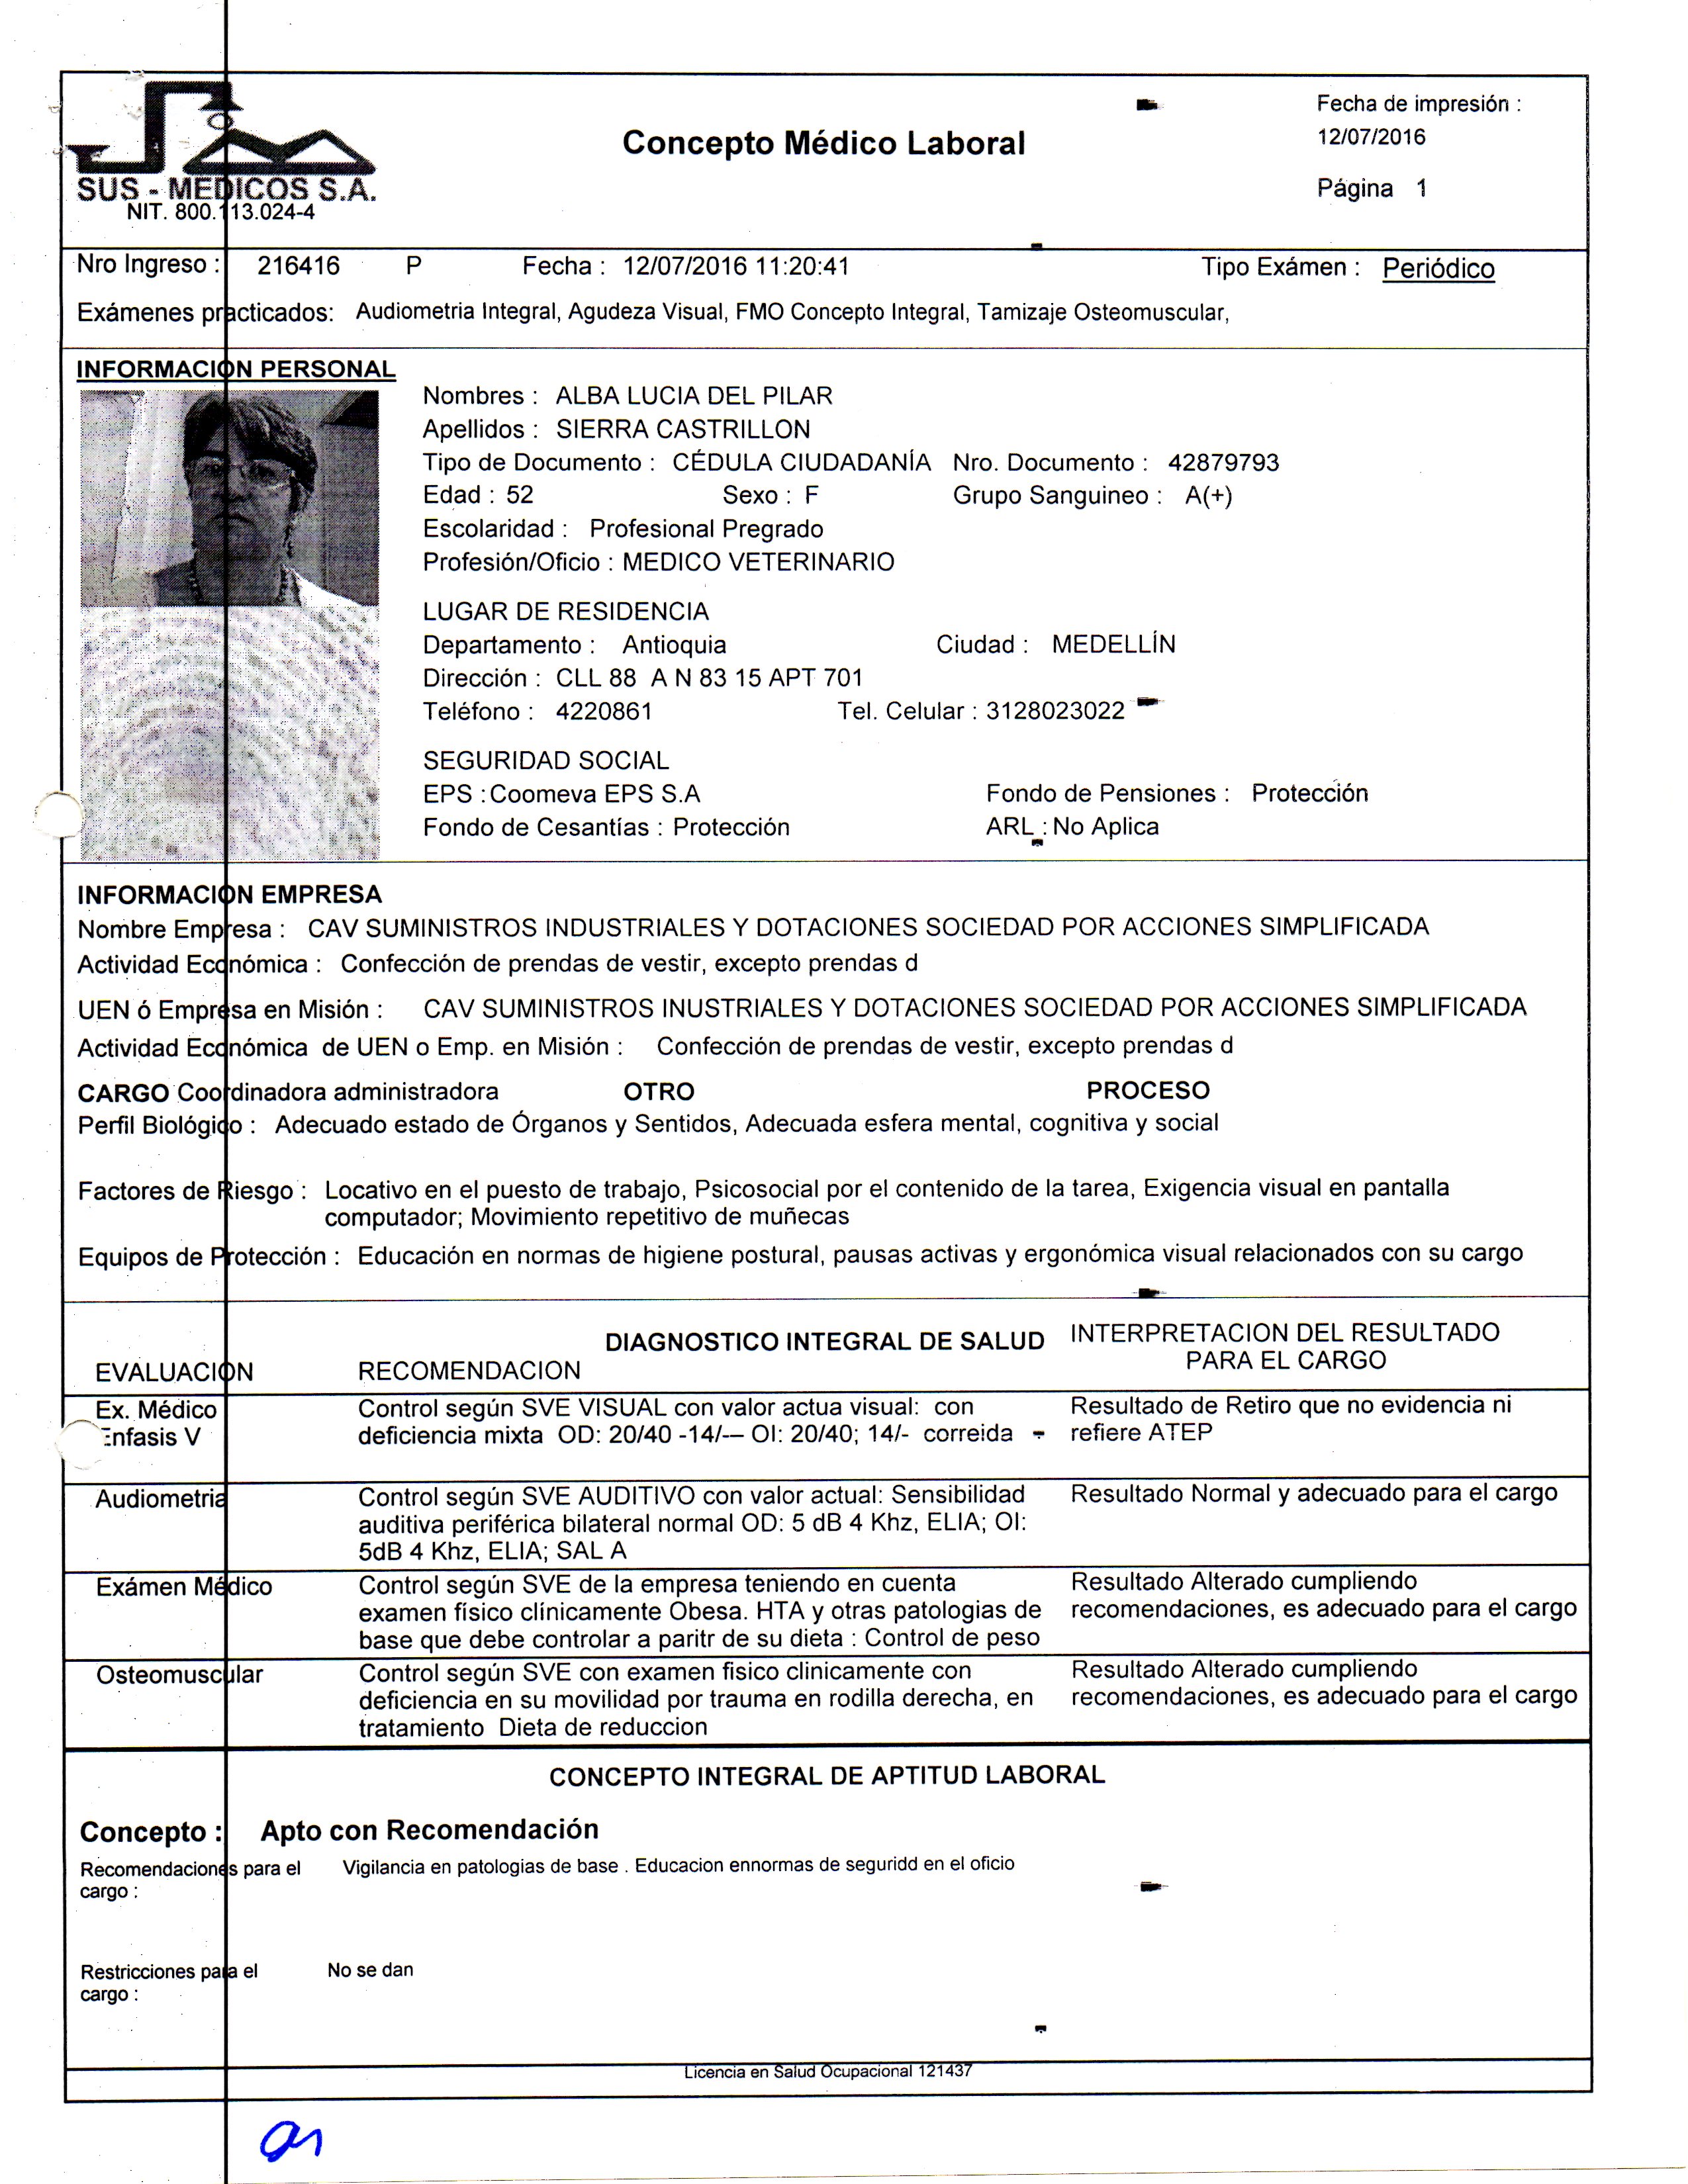 Fecha de impresión :
Concepto Médico Laboral
12/07/2016
Página 1
SUS - MEDICOS S.A.
NIT. 800.113.024-4
Nro Ingreso : 216416 P Fecha : 12/07/2016 11:20:41 Tipo Exámen : Periódico
Exámenes practicados: Audiometria Integral, Agudeza Visual, FMO Concepto Integral, Tamizaje Osteomuscular,
INFORMACION PERSONAL
Nombres : ALBA LUCIA DEL PILAR
Apellidos : SIERRA CASTRILLON
Tipo de Documento : CÉDULA CIUDADANÍA Nro. Documento : 42879793
Edad : 52 Sexo : F Grupo Sanguineo : A(+)
Escolaridad : Profesional Pregrado
Profesión/Oficio : MEDICO VETERINARIO
LUGAR DE RESIDENCIA
Departamento : Antioquia Ciudad : MEDELLÍN
Dirección : CLL 88 A N 83 15 APT 701
Teléfono : 4220861 Tel. Celular : 3128023022
SEGURIDAD SOCIAL
EPS :Coomeva EPS S.A Fondo de Pensiones : Protección
Fondo de Cesantías : Protección ARL : No Aplica
INFORMACION EMPRESA
Nombre Empresa : CAV SUMINISTROS INDUSTRIALES Y DOTACIONES SOCIEDAD POR ACCIONES SIMPLIFICADA
Actividad Económica : Confección de prendas de vestir, excepto prendas d
UEN ó Empresa en Misión : CAV SUMINISTROS INUSTRIALES Y DOTACIONES SOCIEDAD POR ACCIONES SIMPLIFICADA
Actividad Económica de UEN o Emp. en Misión : Confección de prendas de vestir, excepto prendas d
CARGO Coordinadora administradora OTRO PROCESO
Perfil Biológico : Adecuado estado de Órganos y Sentidos, Adecuada esfera mental, cognitiva y social
Factores de Riesgo : Locativo en el puesto de trabajo, Psicosocial por el contenido de la tarea, Exigencia visual en pantalla
computador; Movimiento repetitivo de muñecas
Equipos de Protección : Educación en normas de higiene postural, pausas activas y ergonómica visual relacionados con su cargo
DIAGNOSTICO INTEGRAL DE SALUD INTERPRETACION DEL RESULTADO
PARA EL CARGO
EVALUACION RECOMENDACION
Ex. Médico Control según SVE VISUAL con valor actua visual: con Resultado de Retiro que no evidencia ni
Enfasis V deficiencia mixta OD: 20/40 -14/--- OI: 20/40; 14/- correida - refiere ATEP
Audiometria Control según SVE AUDITIVO con valor actual: Sensibilidad Resultado Normal y adecuado para el cargo
auditiva periférica bilateral normal OD: 5 dB 4 Khz, ELIA; OI:
5dB 4 Khz, ELIA; SAL A
Exámen Médico Control según SVE de la empresa teniendo en cuenta Resultado Alterado cumpliendo
examen físico clínicamente Obesa. HTA y otras patologias de recomendaciones, es adecuado para el cargo
base que debe controlar a paritr de su dieta : Control de peso
Osteomuscular Control según SVE con examen fisico clinicamente con Resultado Alterado cumpliendo
deficiencia en su movilidad por trauma en rodilla derecha, en recomendaciones, es adecuado para el cargo
tratamiento Dieta de reduccion
CONCEPTO INTEGRAL DE APTITUD LABORAL
Concepto : Apto con Recomendación
Recomendaciones para el Vigilancia en patologias de base . Educacion ennormas de seguridd en el oficio
cargo :
Restricciones para el No se dan
cargo :
Licencia en Salud Ocupacional 121437